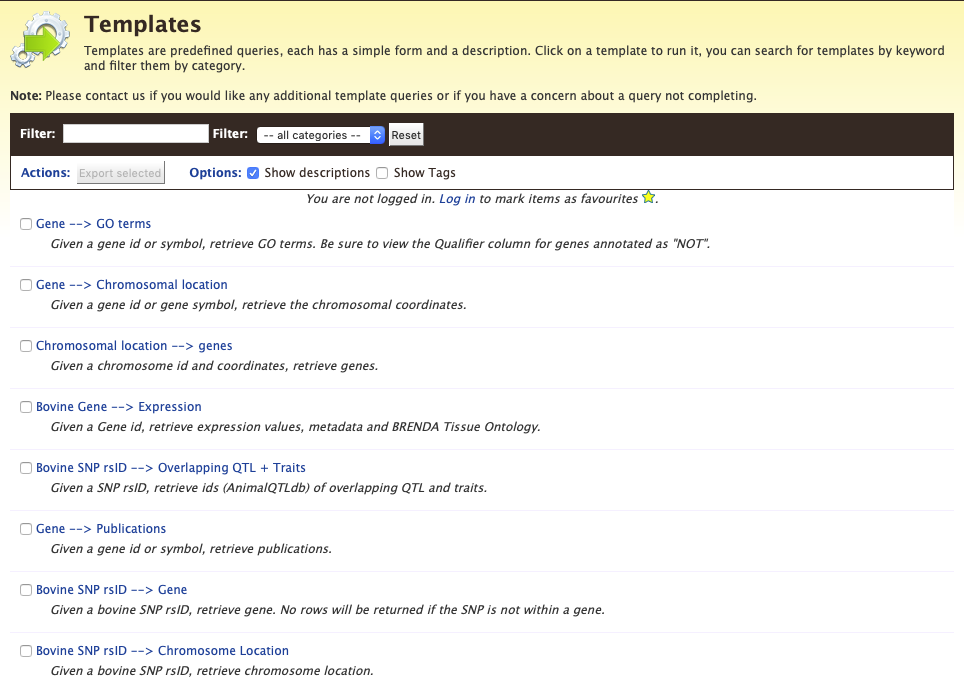 Templates
Templates are predefined queries, each has a simple form and a description. Click on a template to run it, you can search for templates by keyword
and filter them by category.
Note: Please contact us if you would like any additional template queries or if you have a concern about a query not completing.
Filter: Filter: -- all categories -- Reset
Actions: Export selected Options: Show descriptions Show Tags
You are not logged in. Log in to mark items as favourites .
Gene --> GO terms
Given a gene id or symbol, retrieve GO terms. Be sure to view the Qualifier column for genes annotated as "NOT".
Gene --> Chromosomal location
Given a gene id or gene symbol, retrieve the chromosomal coordinates.
Chromosomal location --> genes
Given a chromosome id and coordinates, retrieve genes.
Bovine Gene --> Expression
Given a Gene id, retrieve expression values, metadata and BRENDA Tissue Ontology.
Bovine SNP rsID --> Overlapping QTL + Traits
Given a SNP rsID, retrieve ids (AnimalQTLdb) of overlapping QTL and traits.
Gene --> Publications
Given a gene id or symbol, retrieve publications.
Bovine SNP rsID --> Gene
Given a bovine SNP rsID, retrieve gene. No rows will be returned if the SNP is not within a gene.
Bovine SNP rsID --> Chromosome Location
Given a bovine SNP rsID, retrieve chromosome location.